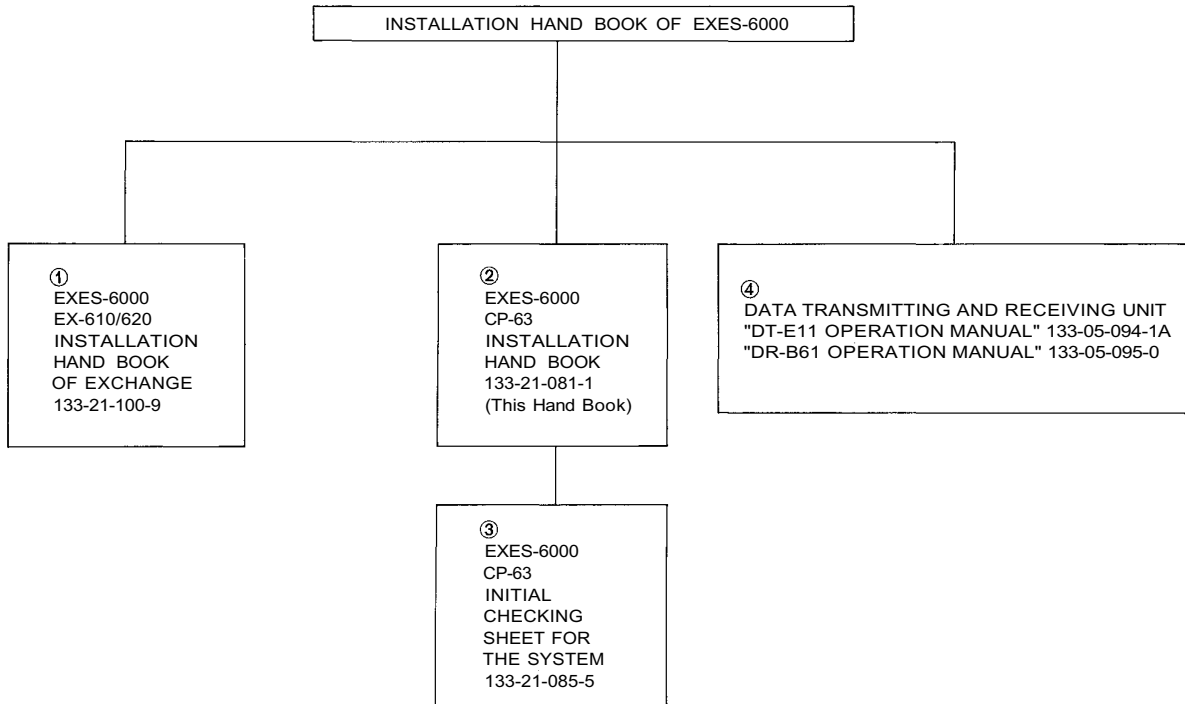 INSTALLATION HAND BOOK OF EXES-6000
①
EXES-6000
EX-610/620
INSTALLATION
HAND BOOK
OF EXCHANGE
133-21-100-9
②
EXES-6000
CP-63
INSTALLATION
HAND BOOK
133-21-081-1
(This Hand Book)
④
DATA TRANSMITTING AND RECEIVING UNIT
"DT-E11 OPERATION MANUAL" 133-05-094-1A
"DR-B61 OPERATION MANUAL" 133-05-095-0
③
EXES-6000
CP-63
INITIAL
CHECKING
SHEET FOR
THE SYSTEM
133-21-085-5